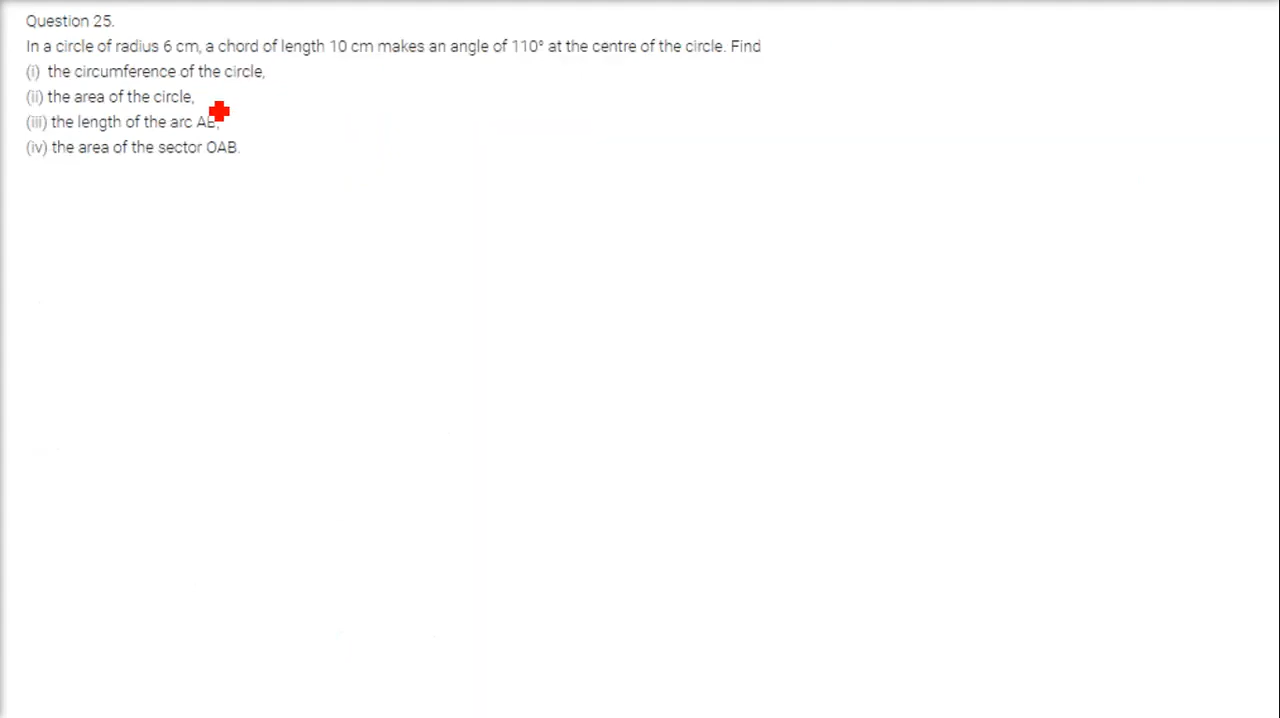 Question 25.
In a circle of radius 6 cm, a chord of length 10 cm makes an angle of 110° at the centre of the circle. Find
(i) the circumference of the circle,
(ii) the area of the circle,
(iii) the length of the arc AB,
(iv) the area of the sector OAB.